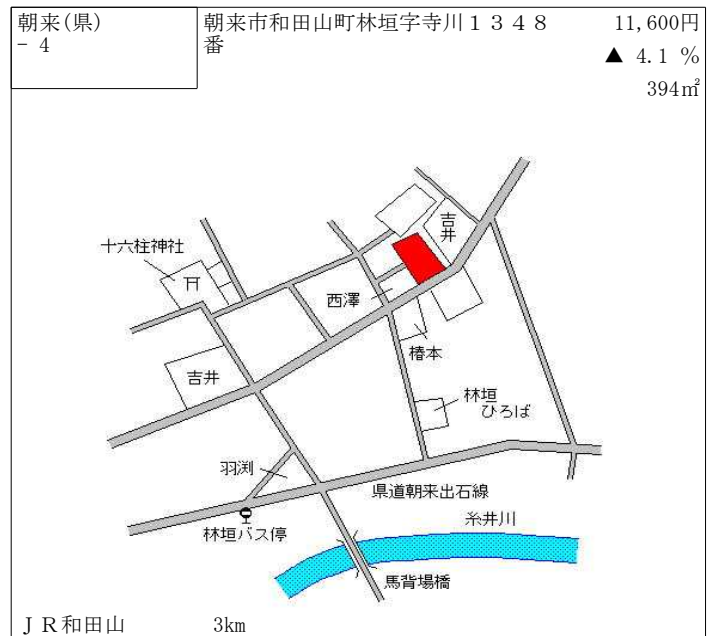 朝来(県)
- 4
朝来市和田山町林垣字寺川１３４８
番
11,600円
▲ 4.1 %
394㎡
吉井
十六柱神社
西澤
椿本
吉井
林垣
ひろば
羽渕
県道朝来出石線
林垣バス停
糸井川
馬背場橋
ＪＲ和田山 3km